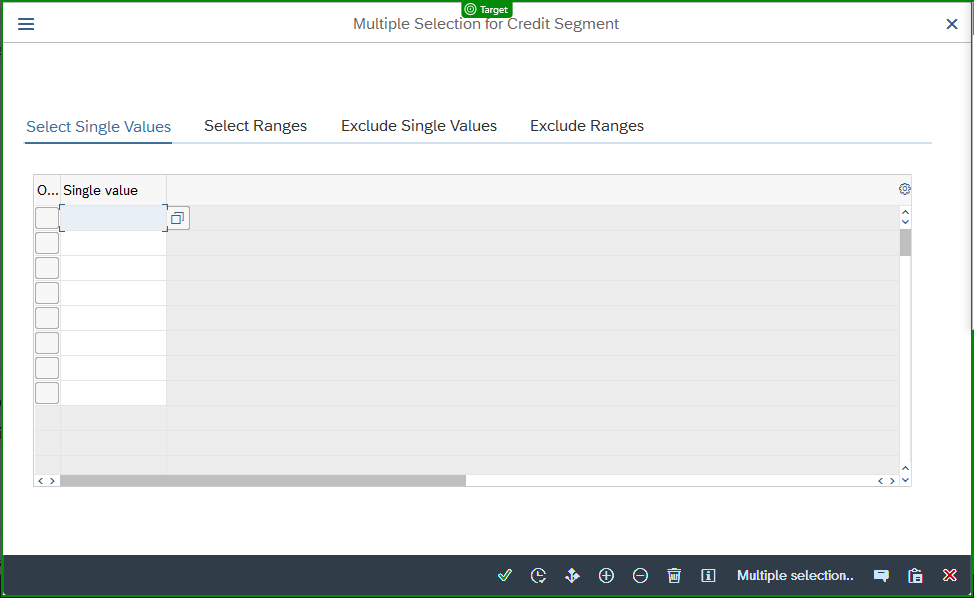 Target
Multiple Selection for Credit Segment
Select Single Values Select Ranges Exclude Single Values Exclude Ranges
O... Single value
Multiple selection..